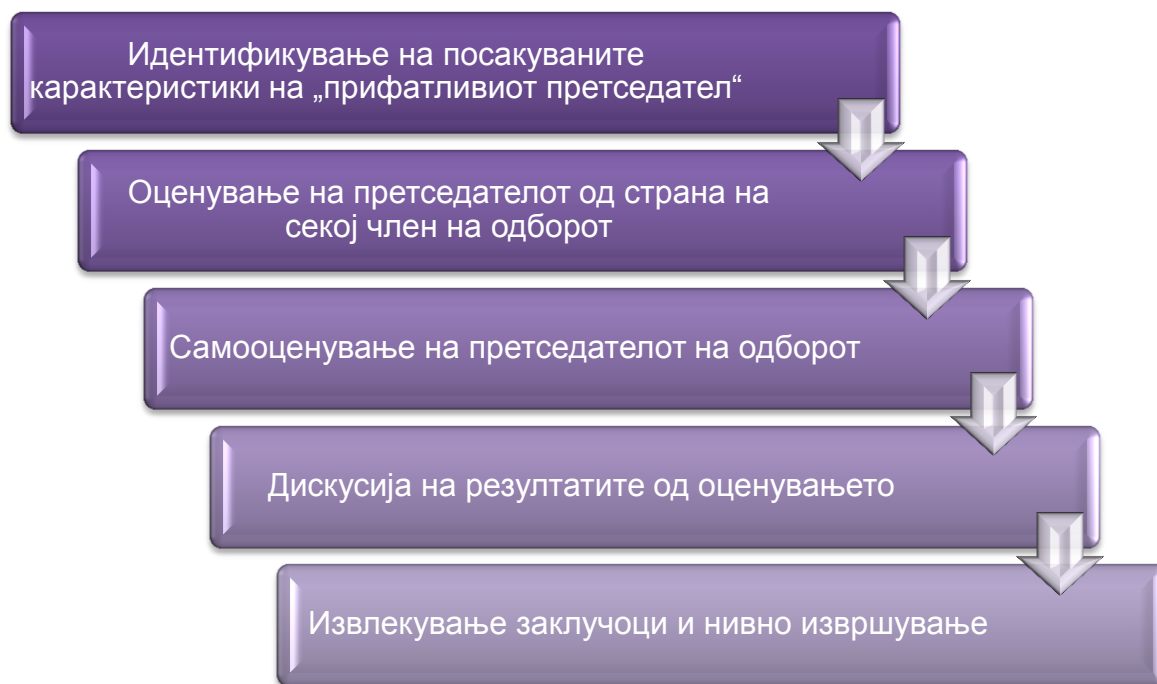 Идентификување на посакуваните
карактеристики на „прифатливиот претседател“
Оценување на претседателот од страна на
секој член на одборот
Самооценување на претседателот на одборот
Дискусија на резултатите од оценувањето
Извлекување заклучоци и нивно извршување